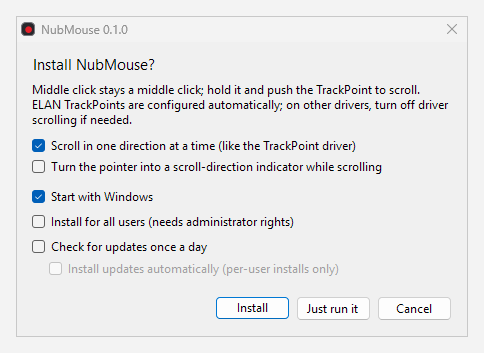 NubMouse 0.1.0
Install NubMouse?
Middle click stays a middle click; hold it and push the TrackPoint to scroll.
ELAN TrackPoints are configured automatically; on other drivers, turn off driver
scrolling if needed.
Scroll in one direction at a time (like the TrackPoint driver)
Turn the pointer into a scroll-direction indicator while scrolling
Start with Windows
Install for all users (needs administrator rights)
Check for updates once a day
Install updates automatically (per-user installs only)
Install
Just run it
Cancel